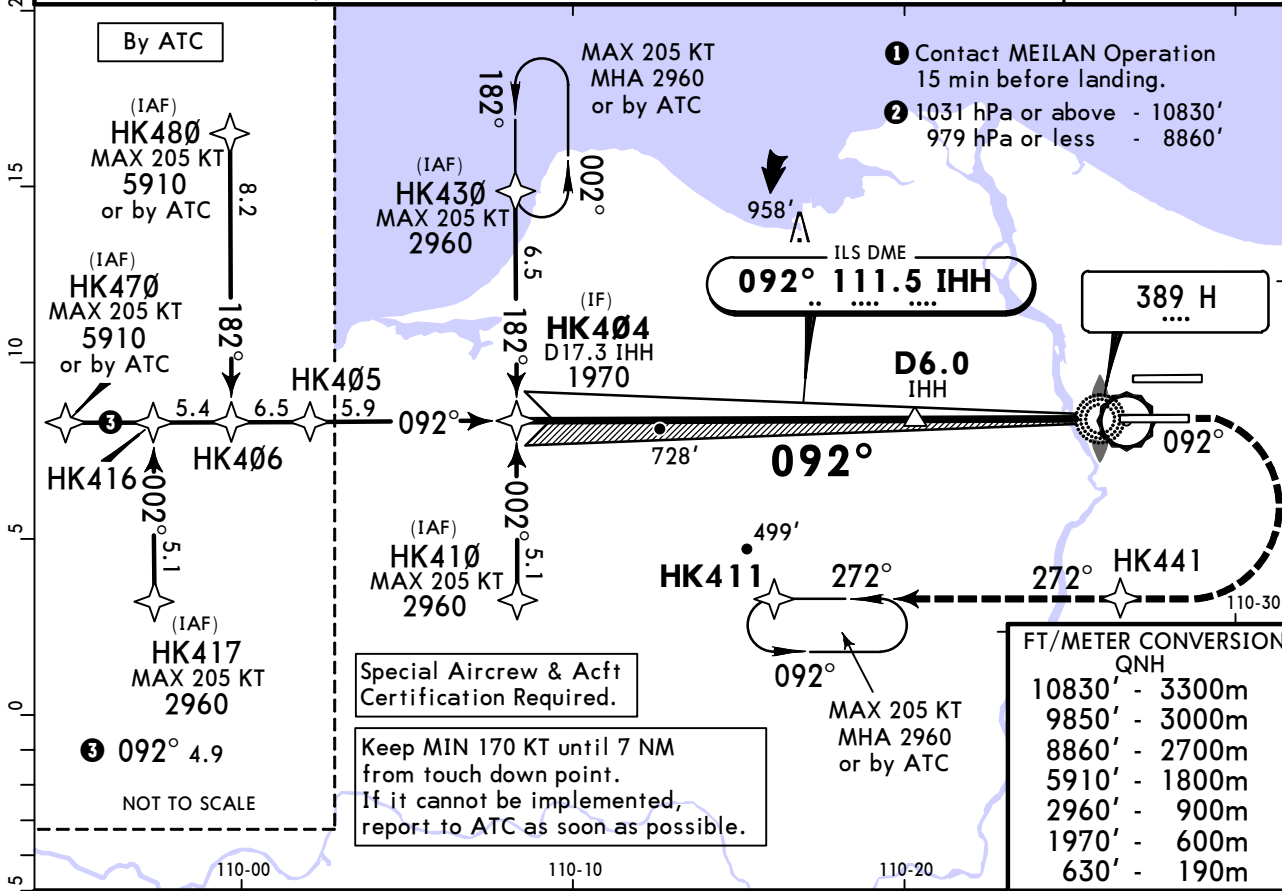 By ATC
(IAF)
HK48Ø
MAX 205 KT
5910
or by ATC
8.2
182°
(IAF)
HK47Ø
MAX 205 KT
5910
or by ATC
❸
5.4
6.5
5.9
092°
HK4Ø5
HK416
HK4Ø6
002°
5.1
(IAF)
HK417
MAX 205 KT
2960
❸ 092° 4.9
NOT TO SCALE
MAX 205 KT
MHA 2960
or by ATC
182°
002°
(IAF)
HK43Ø
MAX 205 KT
2960
6.5
182°
(IF)
HK4Ø4
D17.3 IHH
1970
❶ Contact MEILAN Operation
15 min before landing.
❷ 1031 hPa or above - 10830'
979 hPa or less - 8860'
958'
ILS DME
092° 111.5 IHH
389 H
D6.0
IHH
728'
092°
092°
002°
5.1
(IAF)
HK41Ø
MAX 205 KT
2960
499'
HK411
272°
272°
HK441
092°
MAX 205 KT
MHA 2960
or by ATC
110-30
Special Aircrew & Acft
Certification Required.
Keep MIN 170 KT until 7 NM
from touch down point.
If it cannot be implemented,
report to ATC as soon as possible.
FT/METER CONVERSION
QNH
10830' - 3300m
9850' - 3000m
8860' - 2700m
5910' - 1800m
2960' - 900m
1970' - 600m
630' - 190m
15
10
5
0
5
110-00
110-10
110-20